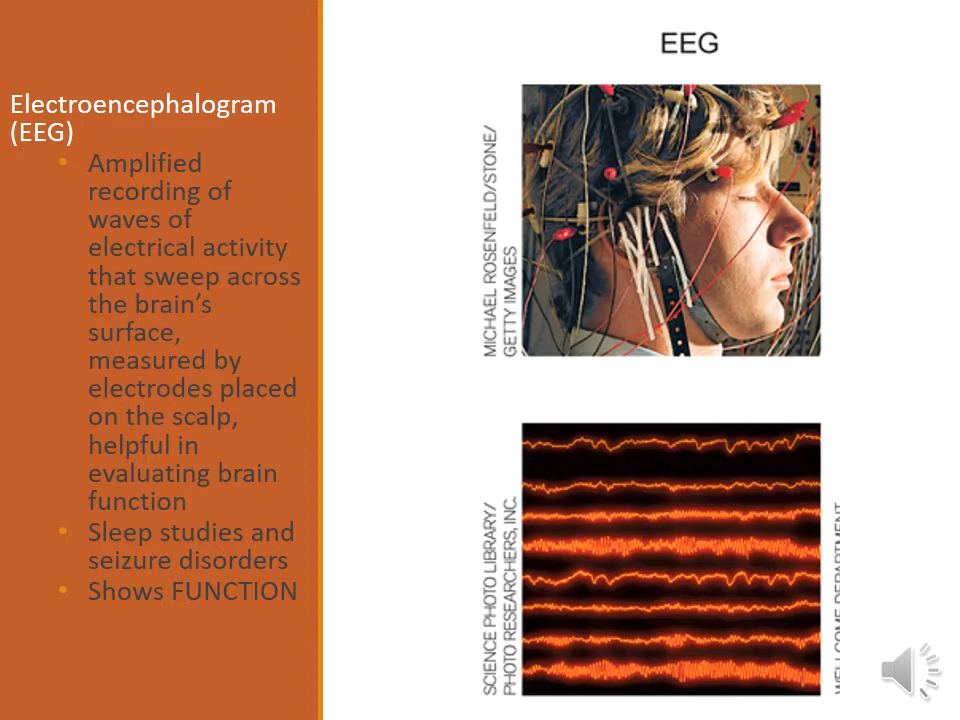 Electroencephalogram
(EEG)
• Amplified
recording of
waves of
electrical activity
that sweep across
the brain’s
surface,
measured by
electrodes placed
on the scalp,
helpful in
evaluating brain
function
• Sleep studies and
seizure disorders
• Shows FUNCTION
EEG
MICHAEL ROSENFELD/STONE/
GETTY IMAGES
SCIENCE PHOTO LIBRARY/
PHOTO RESEARCHERS, INC.
WELLCOME DEPARTMENT